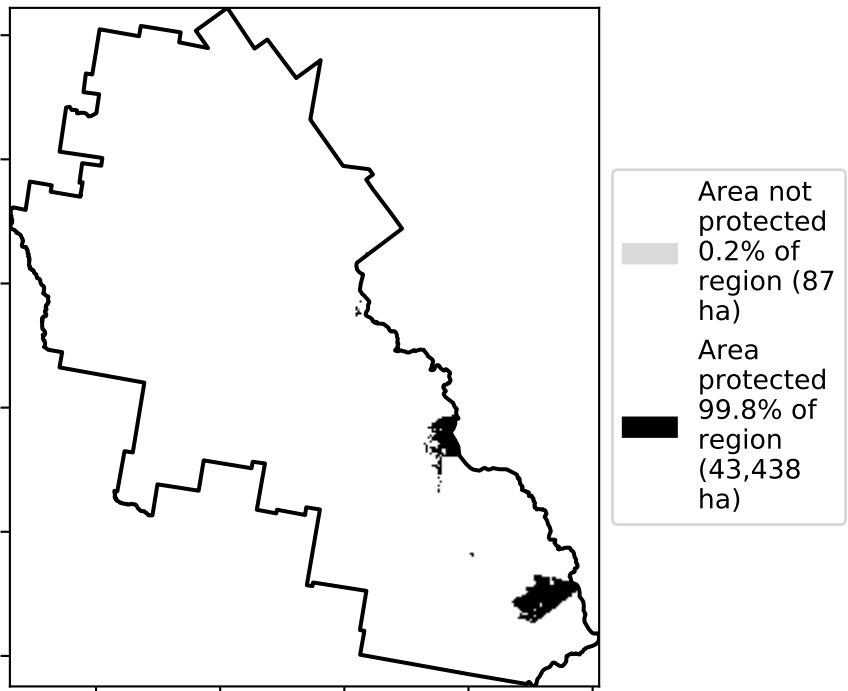 Area not
protected
0.2% of
region (87
ha)
Area
protected
99.8% of
region
(43,438
ha)